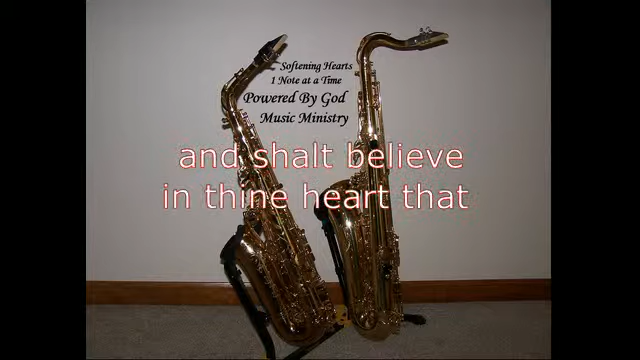 Softening Hearts
1 Note at a Time
Powered By God
Music Ministry
and shalt believe
in thine heart that